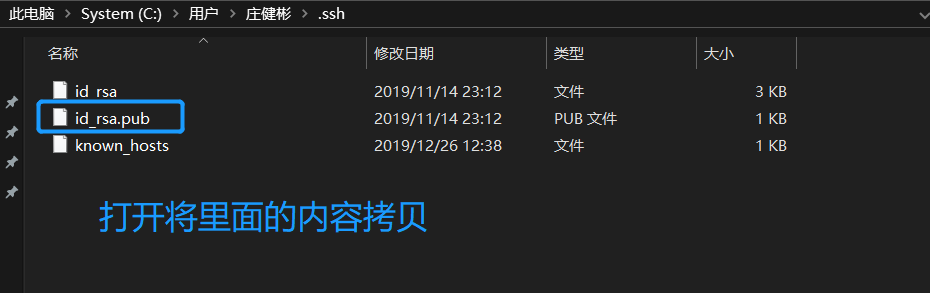 此电脑 > System (C:) > 用户 > 庄健彬 > .ssh
名称 修改日期 类型 大小
id_rsa 2019/11/14 23:12 文件 3 KB
id_rsa.pub 2019/11/14 23:12 PUB 文件 1 KB
known_hosts 2019/12/26 12:38 文件 1 KB
打开将里面的内容拷贝